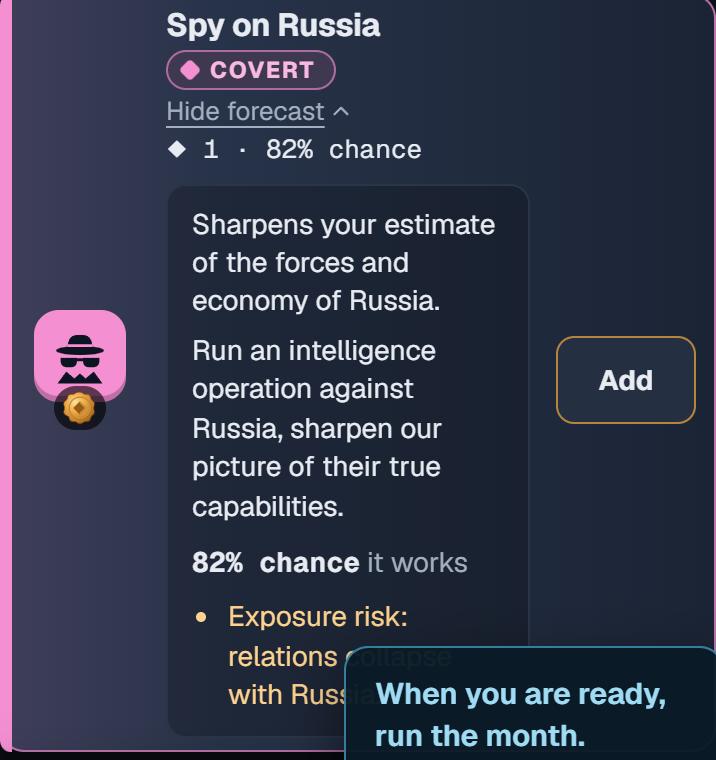 Spy on Russia
COVERT
Hide forecast
1 · 82% chance
Sharpens your estimate
of the forces and
economy of Russia.
Run an intelligence
operation against
Russia, sharpen our
picture of their true
capabilities.
82% chance it works
Add
• Exposure risk:
relations collapse
with Russia
When you are ready,
run the month.